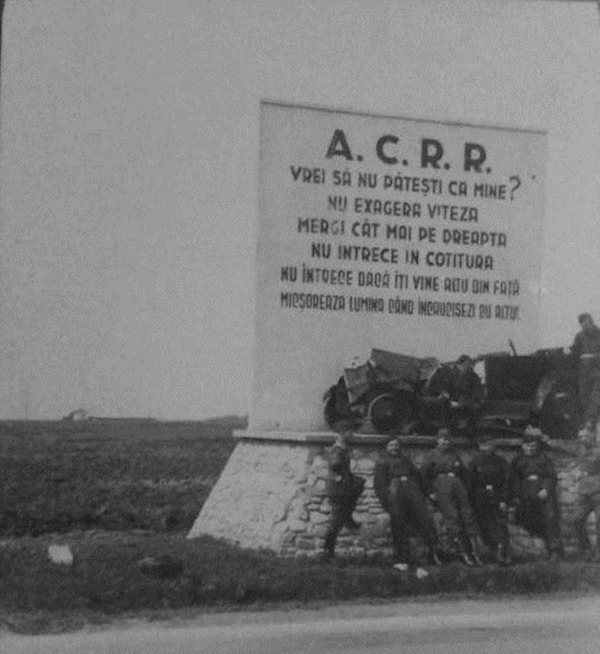 A. C. R. R.
VREI SĂ NU PĂTEȘTI CA MINE?
NU EXAGERA VITEZA
MERGI CÂT MAI PE DREAPTA
NU INTRECE IN COTITURA
NU ÎNTRECE DACĂ ÎȚI VINE ALTU DIN FAȚĂ
MICȘOREAZA LUMINA CÂND ÎNCRUCIȘEZI CU ALTUL